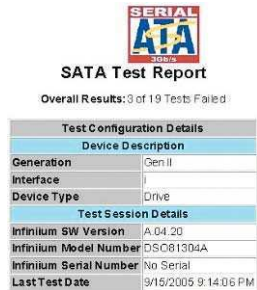 SERIAL
ATA
3Gb/s
SATA Test Report
Overall Results: 3 of 19 Tests Failed
Test Configuration Details
Device Description
Generation Gen II
Interface i
Device Type Drive
Test Session Details
Infiniium SW Version A.04.20
Infiniium Model Number DSO81304A
Infiniium Serial Number No Serial
Last Test Date 9/15/2005 9:14:06 PM